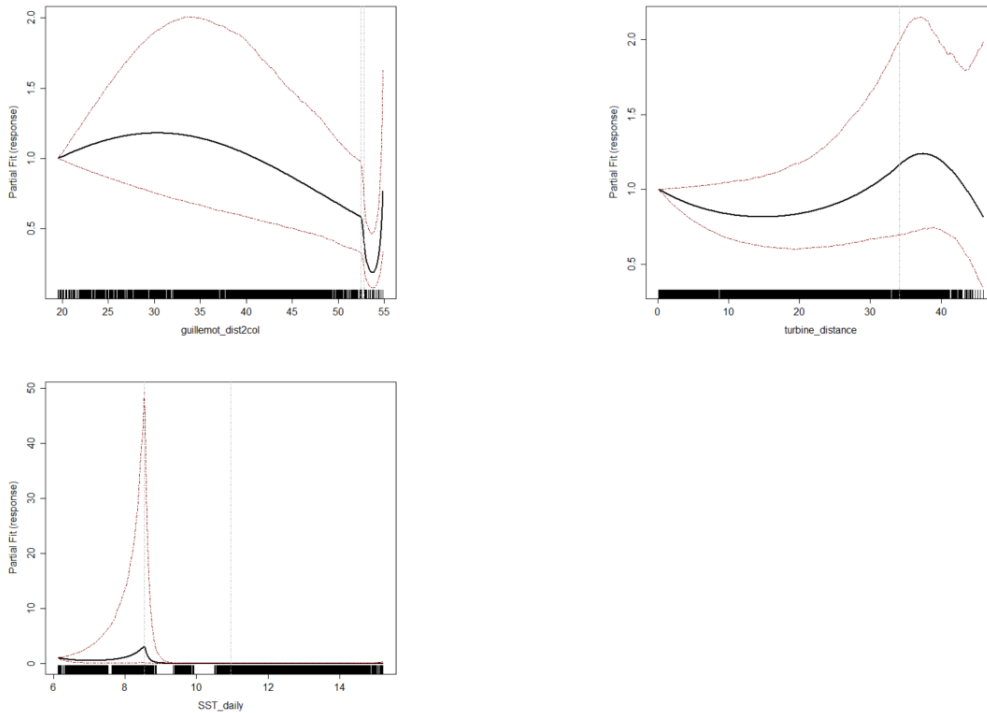 2.0
1.5
1.0
0.5
Partial Fit (response)
20 25 30 35 40 45 50 55
guillemot_dist2col
2.0
1.5
1.0
0.5
Partial Fit (response)
0 10 20 30 40
turbine_distance
50
40
30
20
10
0
Partial Fit (response)
6 8 10 12 14
SST_daily